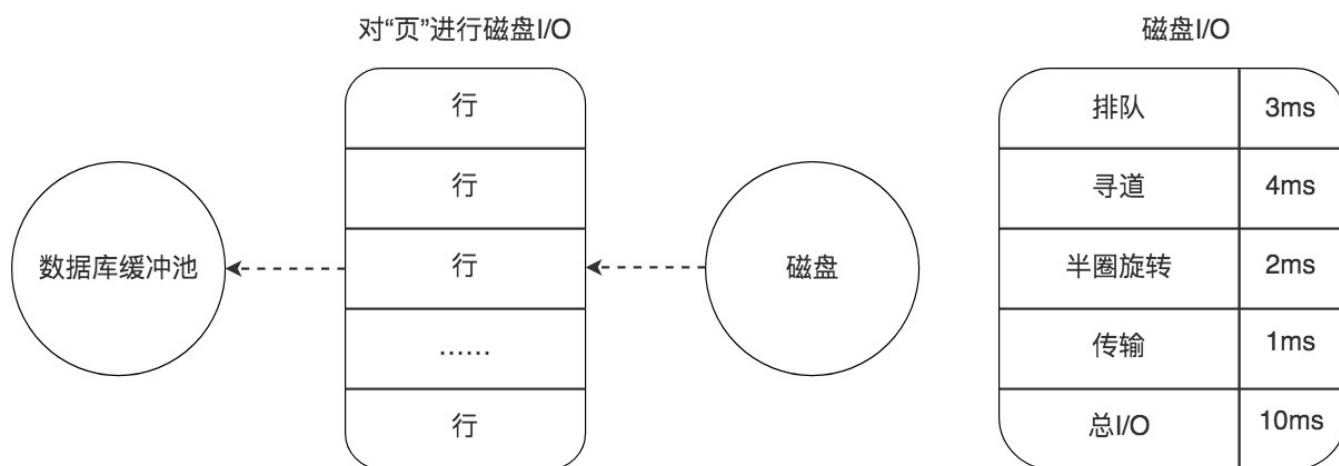 对“页”进行磁盘I/O
行
行
行
……
行
数据库缓冲池
磁盘
磁盘I/O
排队 3ms
寻道 4ms
半圈旋转 2ms
传输 1ms
总I/O 10ms